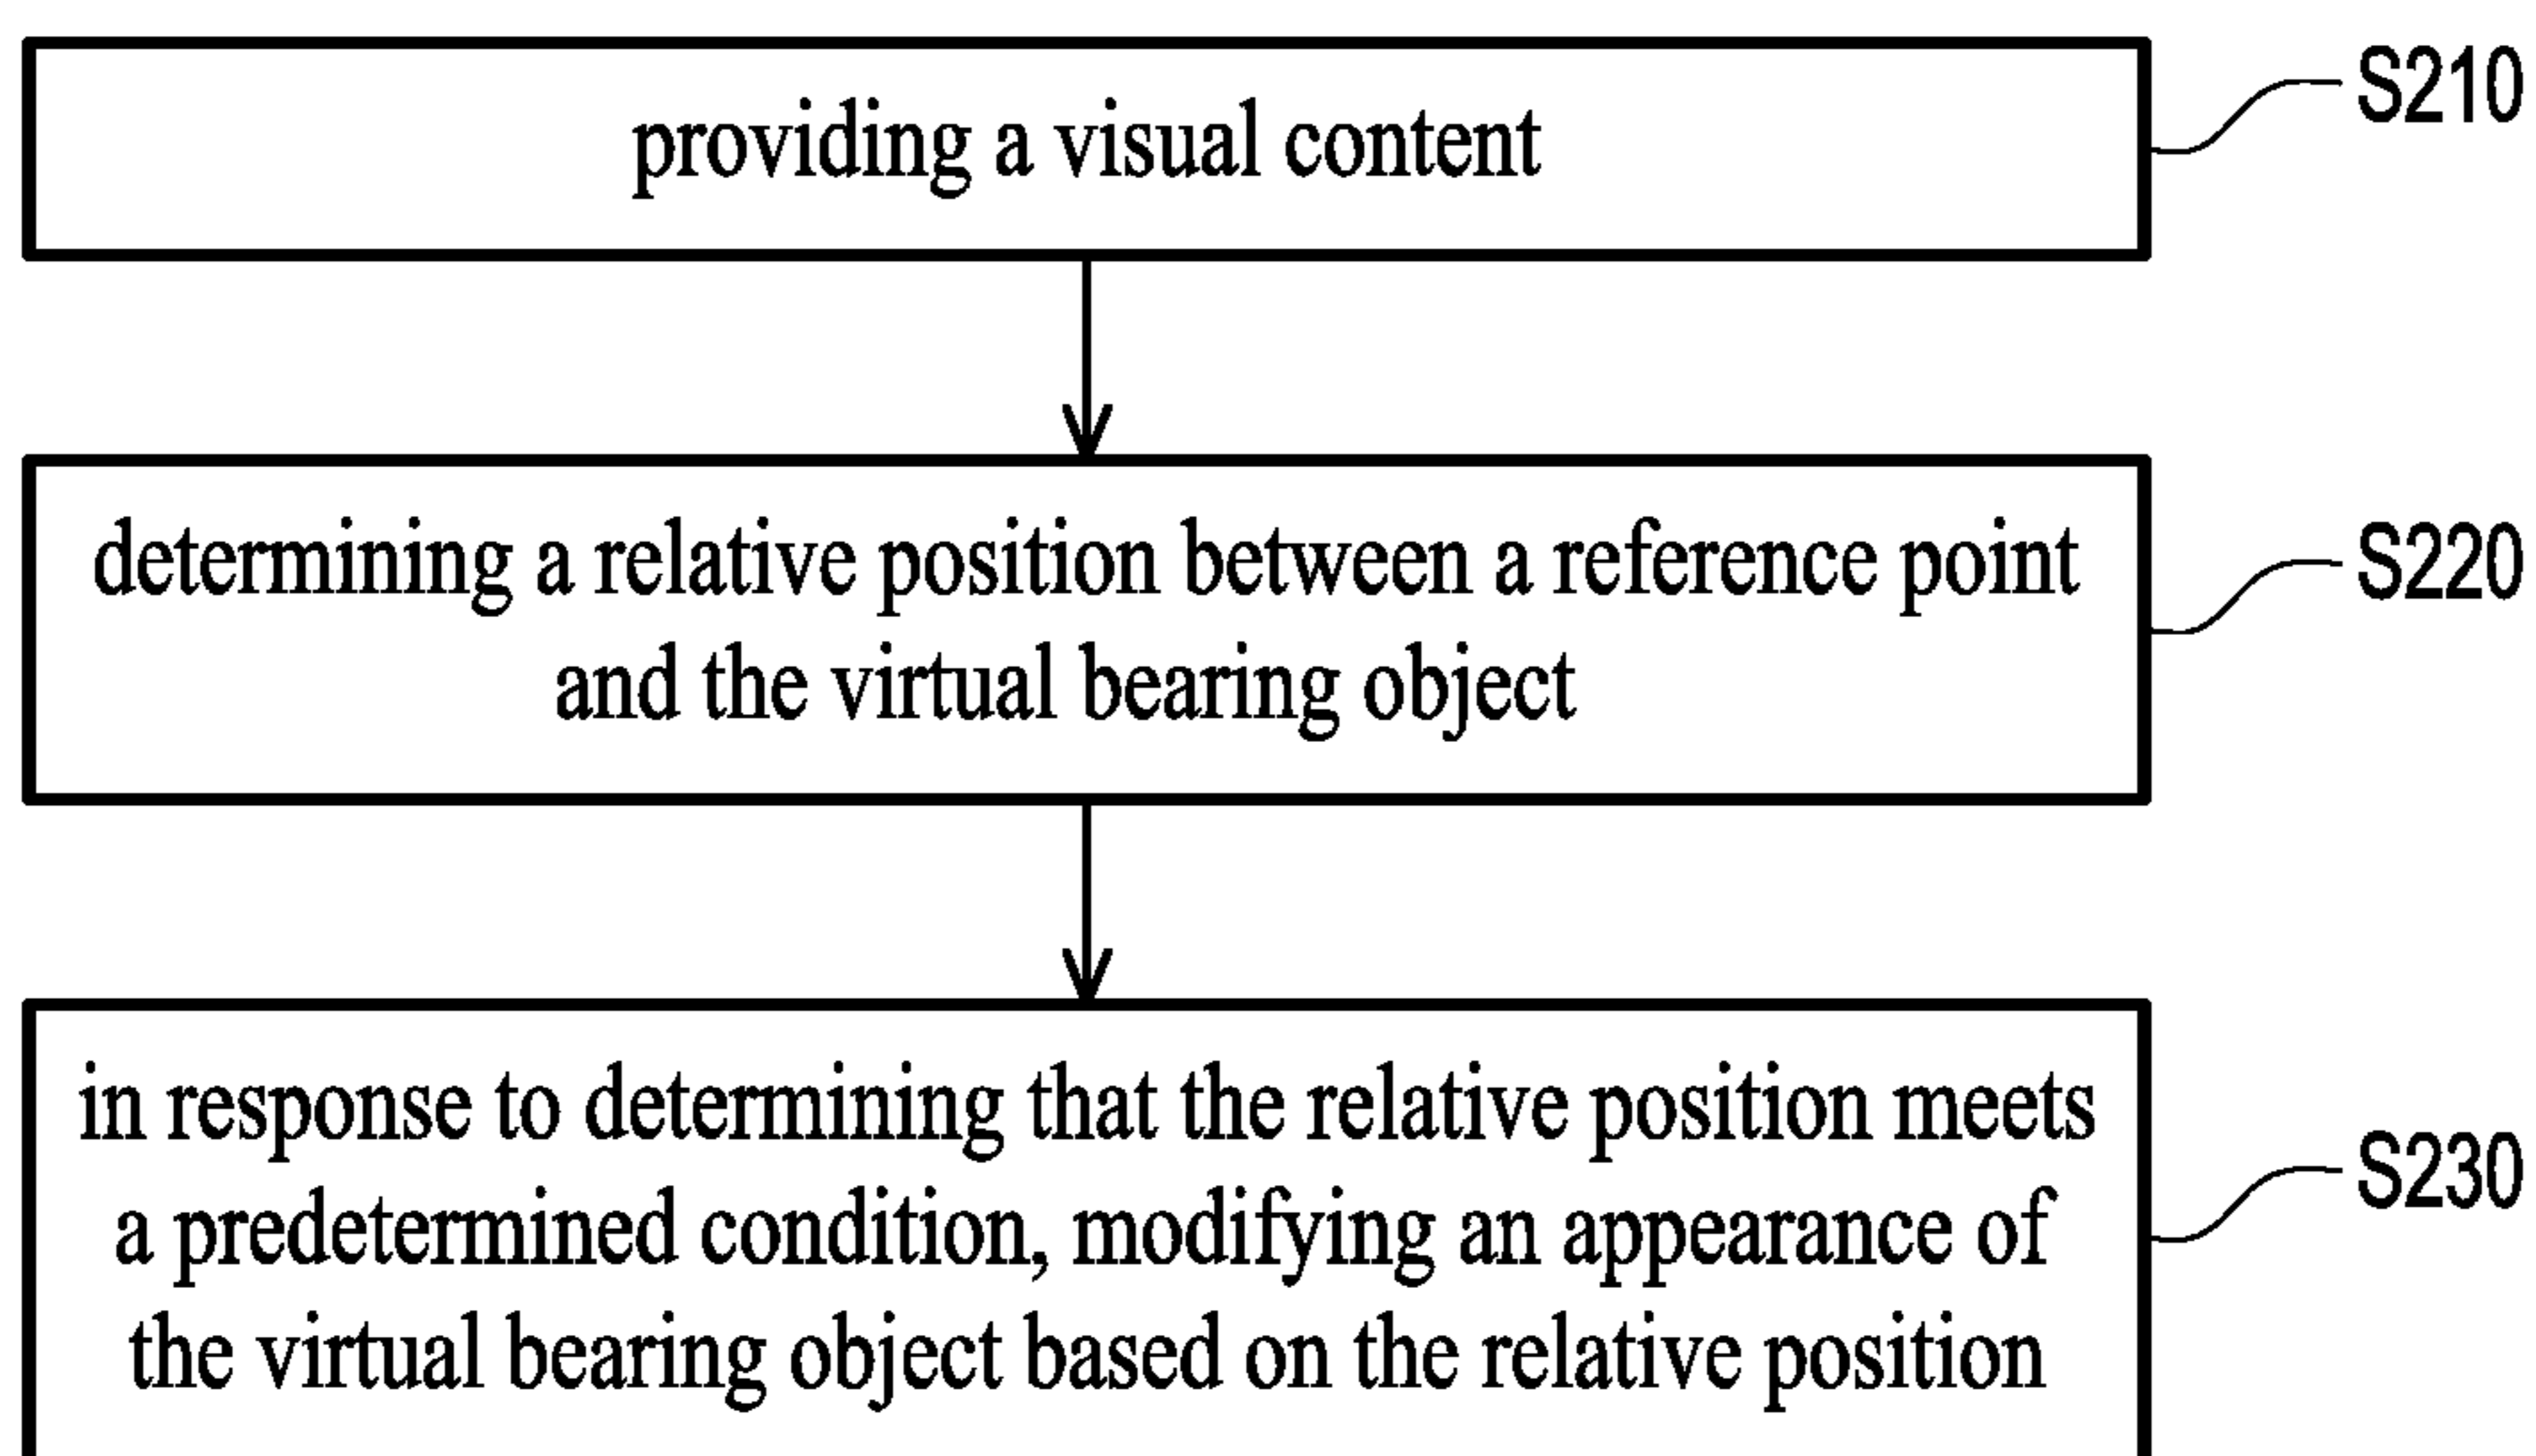 providing a visual content
S210
determining a relative position between a reference point
and the virtual bearing object
S220
in response to determining that the relative position meets
a predetermined condition, modifying an appearance of
the virtual bearing object based on the relative position
S230